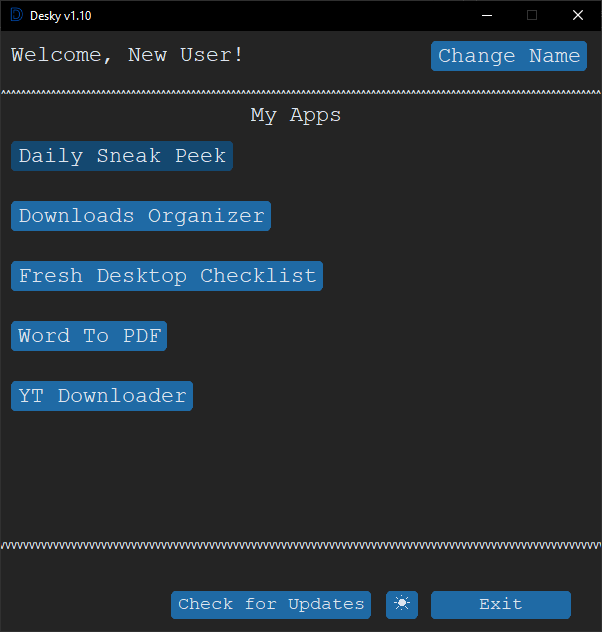 Desky v1.10
Welcome, New User!
Change Name
My Apps
Daily Sneak Peek
Downloads Organizer
Fresh Desktop Checklist
Word To PDF
YT Downloader
Check for Updates
Exit